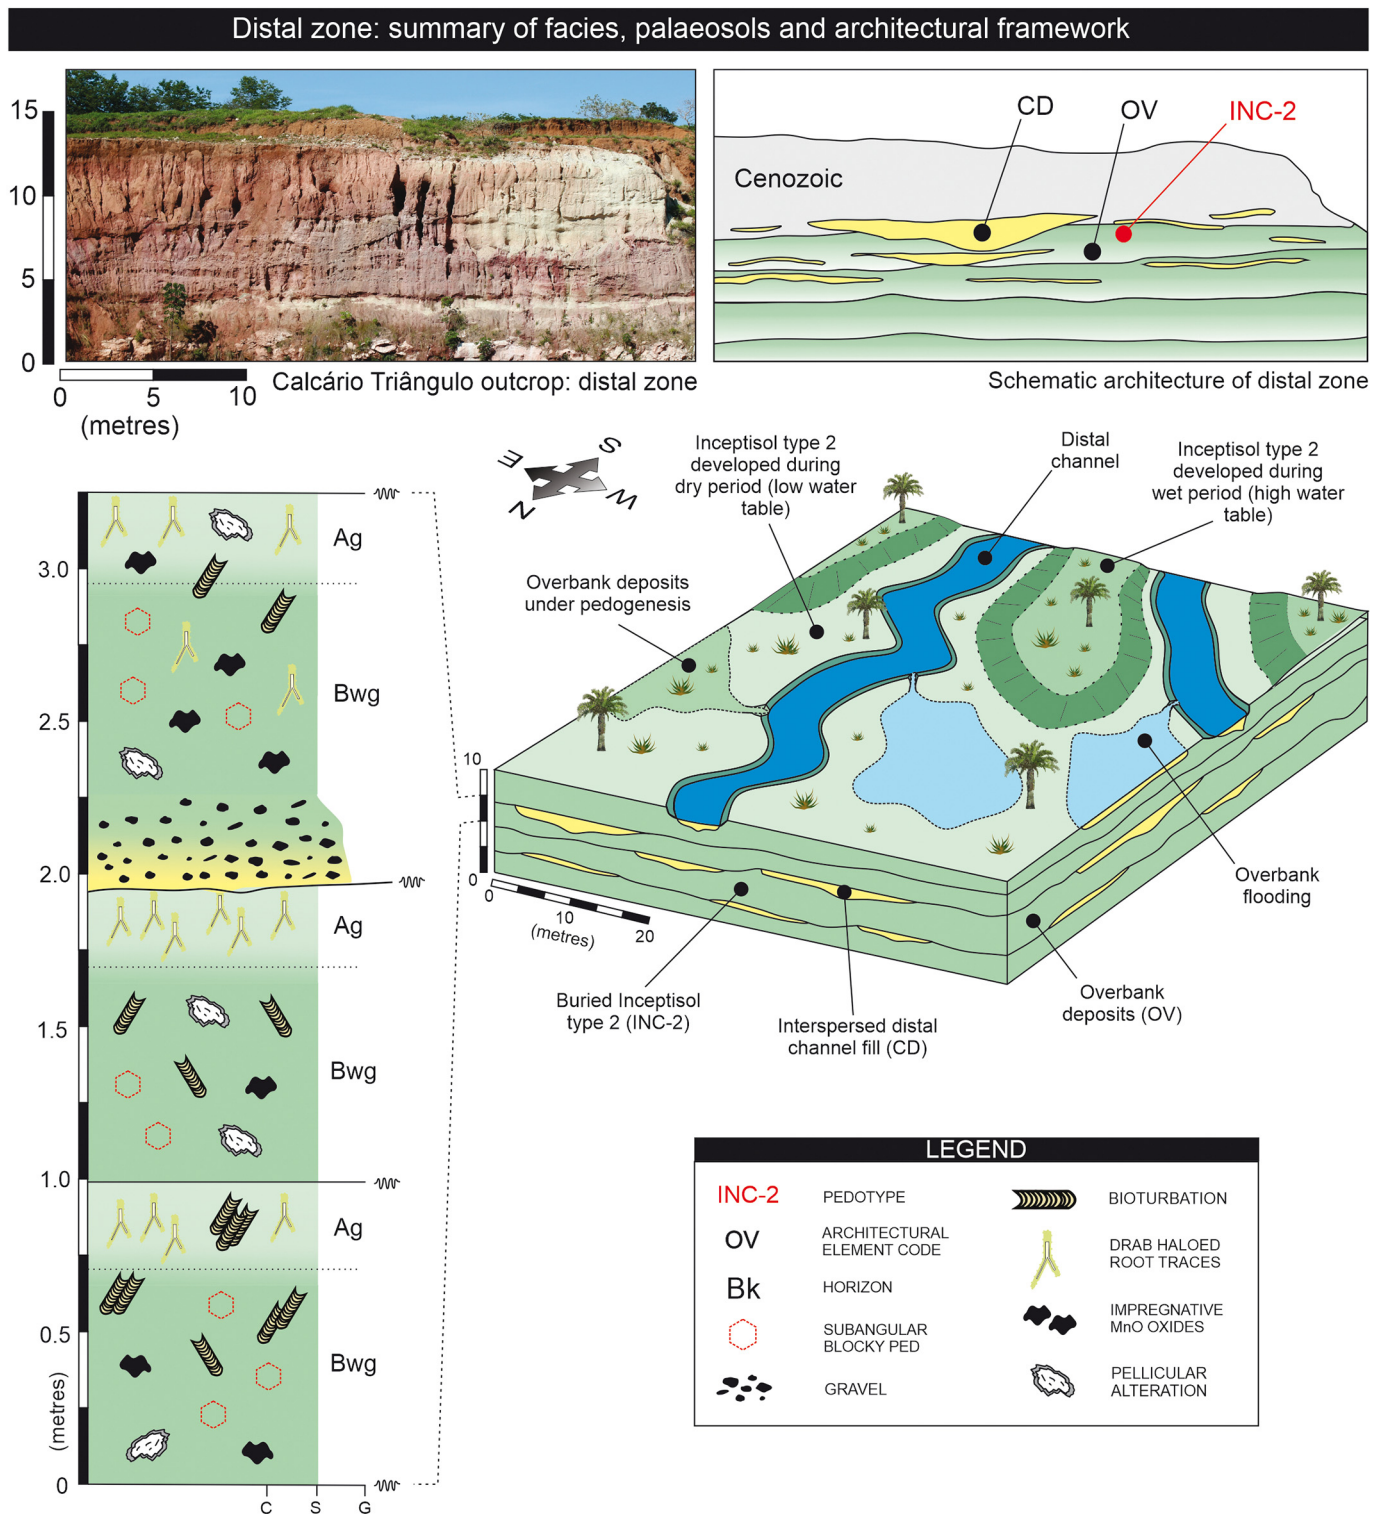 Distal zone: summary of facies, palaeosols and architectural framework
15
10
5
0
0
5
10
(metres)
Calcário Triângulo outcrop: distal zone
CD
OV
INC-2
Cenozoic
Schematic architecture of distal zone
3.0
2.5
2.0
1.5
1.0
0.5
0
(metres)
Ag
Bwg
Ag
Bwg
Ag
Bwg
C
S
G
E
S
N
W
Inceptisol type 2
developed during
dry period (low water
table)
Distal
channel
Inceptisol type 2
developed during
wet period (high water
table)
Overbank deposits
under pedogenesis
10
0
0
10
20
(metres)
Overbank
flooding
Buried Inceptisol
type 2 (INC-2)
Interspersed distal
channel fill (CD)
Overbank
deposits (OV)
LEGEND
INC-2
PEDOTYPE
OV
ARCHITECTURAL
ELEMENT CODE
Bk
HORIZON
SUBANGULAR
BLOCKY PED
GRAVEL
BIOTURBATION
DRAB HALOED
ROOT TRACES
IMPREGNATIVE
MnO OXIDES
PELLICULAR
ALTERATION